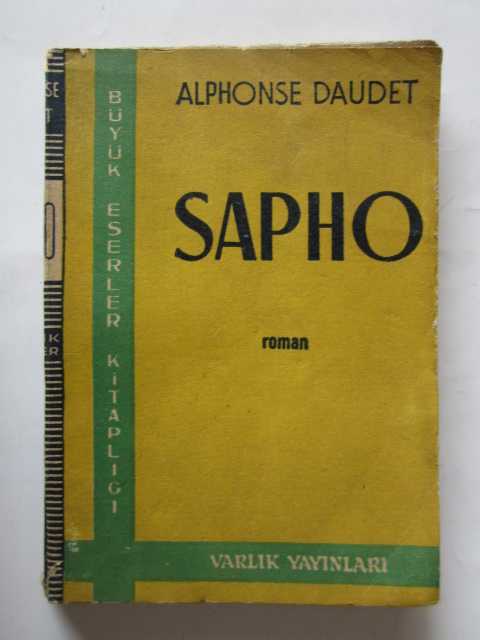 ALPHONSE DAUDET
SAPHO
roman
BÜYÜK ESERLER KİTAPLIĞI
VARLIK YAYINLARI